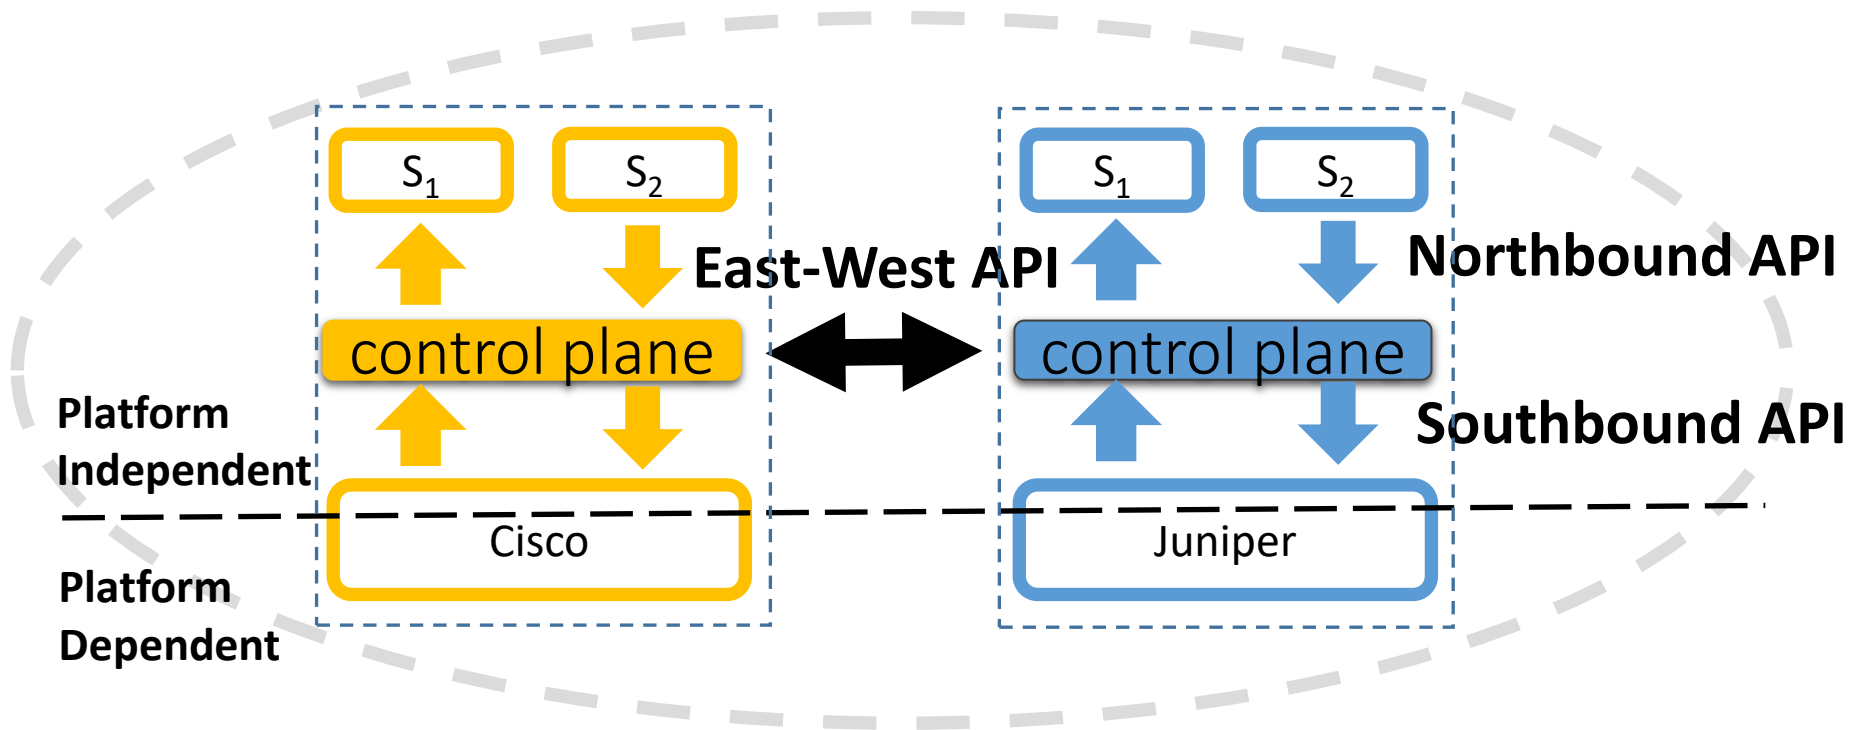 S1
S2
S1
S2
East-West API
Northbound API
control plane
control plane
Platform
Independent
Southbound API
Cisco
Juniper
Platform
Dependent